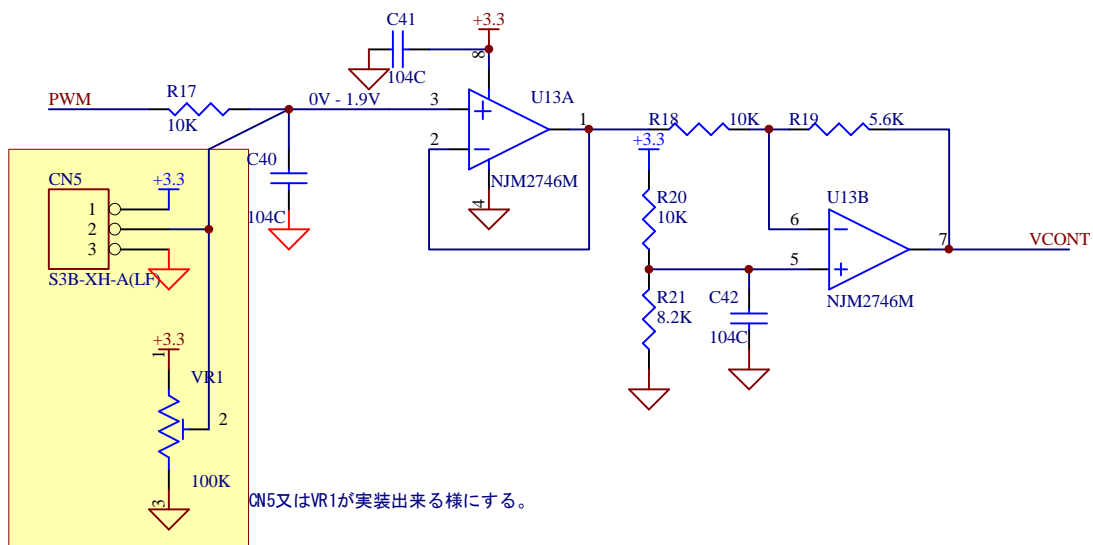 C41
+3.3
8
104C
PWM
R17
10K
0V - 1.9V
3
2
1
U13A
NJM2746M
4
R18
10K
R19
5.6K
+3.3
C40
104C
CN5
+3.3
1
2
3
S3B-XH-A(LF)
R20
10K
U13B
6
5
7
VCONT
NJM2746M
R21
8.2K
C42
104C
+3.3
1
VR1
2
100K
3
CN5又はVR1が実装出来る様にする。